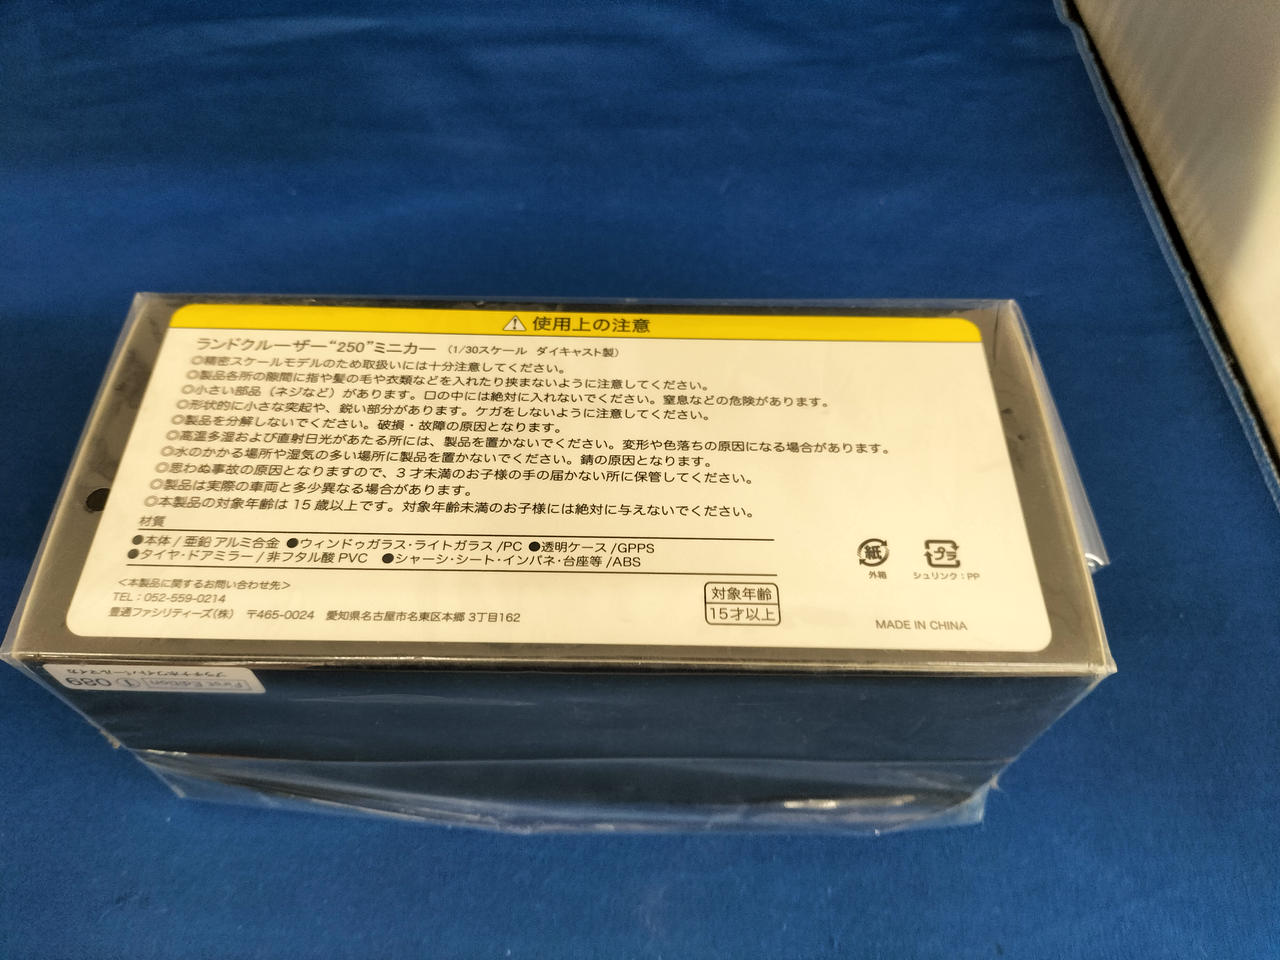 使用上の注意
ランドクルーザー“250”ミニカー (1/30スケール ダイキャスト製)
◎精密スケールモデルのため取扱いには十分注意してください。
◎製品各所の隙間に指や髪の毛や衣類などを入れたり挟まないように注意してください。
◎小さい部品(ネジなど)があります。口の中には絶対に入れないでください。窒息などの危険があります。
◎形状的に小さな突起や、鋭い部分があります。ケガをしないように注意してください。
◎製品を分解しないでください。破損・故障の原因となります。
◎高温多湿および直射日光があたる所には、製品を置かないでください。変形や色落ちの原因になる場合があります。
◎水のかかる場所や湿気の多い場所に製品を置かないでください。錆の原因となります。
◎思わぬ事故の原因となりますので、3才未満のお子様の手の届かない所に保管してください。
◎製品は実際の車両と多少異なる場合があります。
◎本製品の対象年齢は15歳以上です。対象年齢未満のお子様には絶対に与えないでください。
材質
●本体/亜鉛 アルミ合金 ●ウィンドゥガラス・ライトガラス/PC ●透明ケース/GPPS
●タイヤ・ドアミラー/非フタル酸PVC ●シャーシ・シート・インパネ・台座等/ABS
紙
外箱
プラ
シュリンク:PP
<本製品に関するお問い合わせ先>
TEL:052-559-0214
豊通ファシリティーズ(株) 〒465-0024 愛知県名古屋市名東区本郷3丁目162
対象年齢
15才以上
MADE IN CHINA
First Edition ① 089
プラチナホワイトパールマイカ